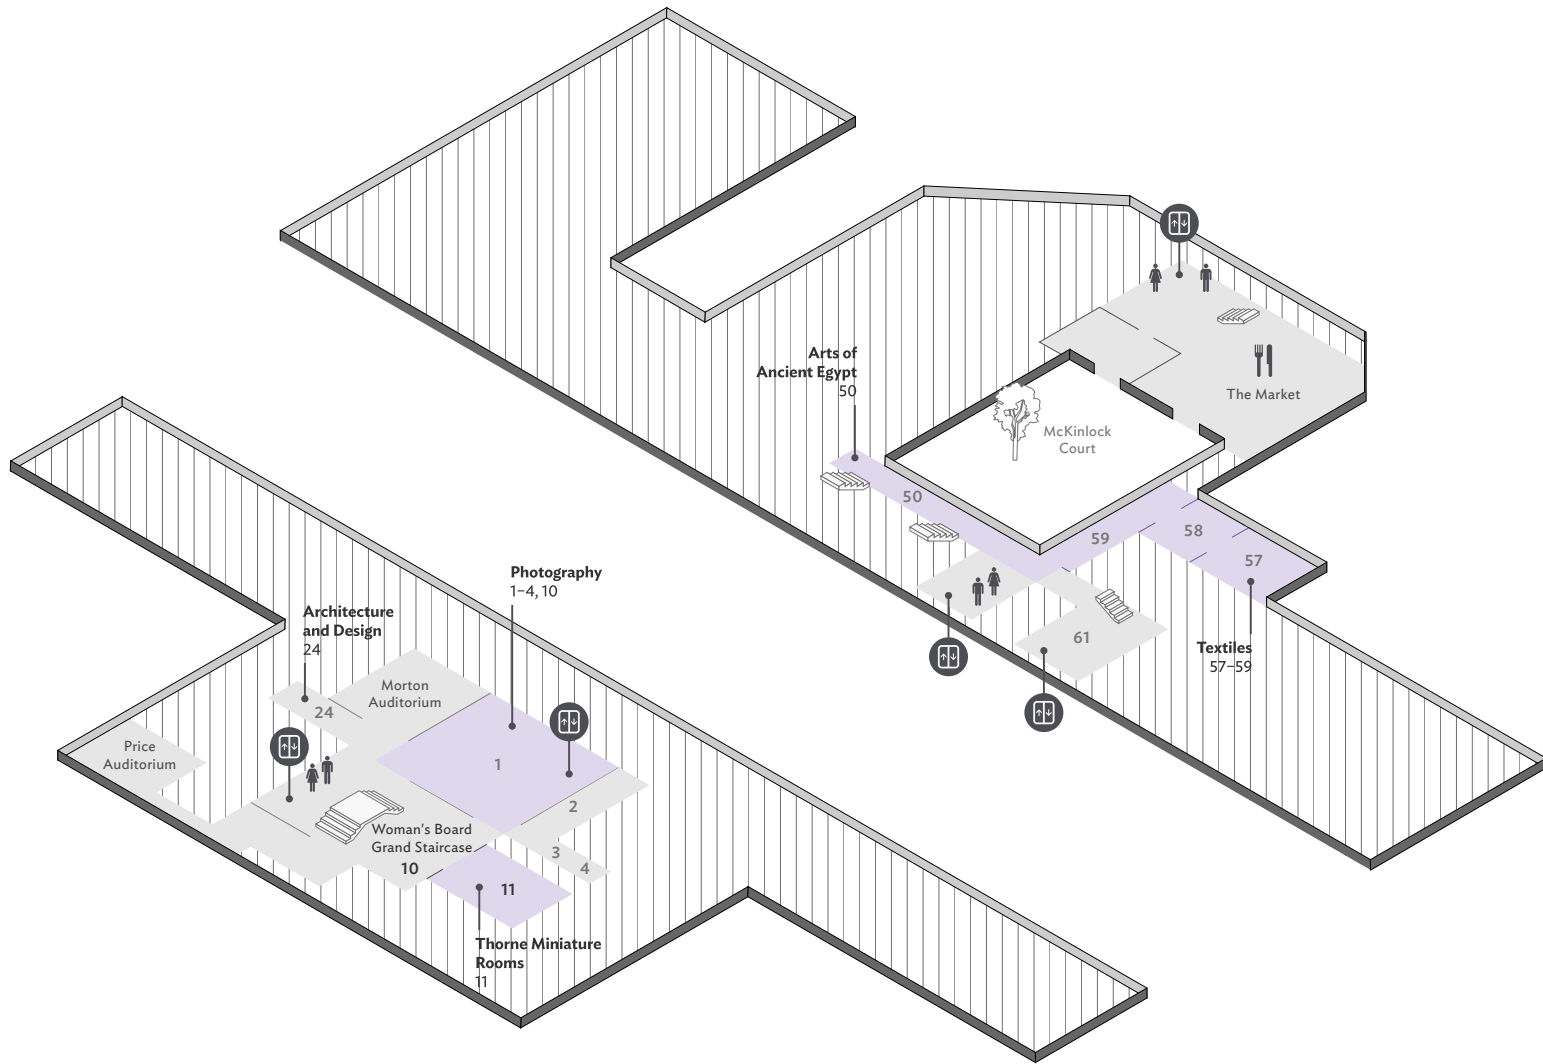 Arts of
Ancient Egypt
50
The Market
McKinlock
Court
50
59
58
57
61
Textiles
57–59
Photography
1–4, 10
Architecture
and Design
24
Morton
Auditorium
24
Price
Auditorium
1
2
Woman's Board
Grand Staircase
10
3
4
11
Thorne Miniature
Rooms
11